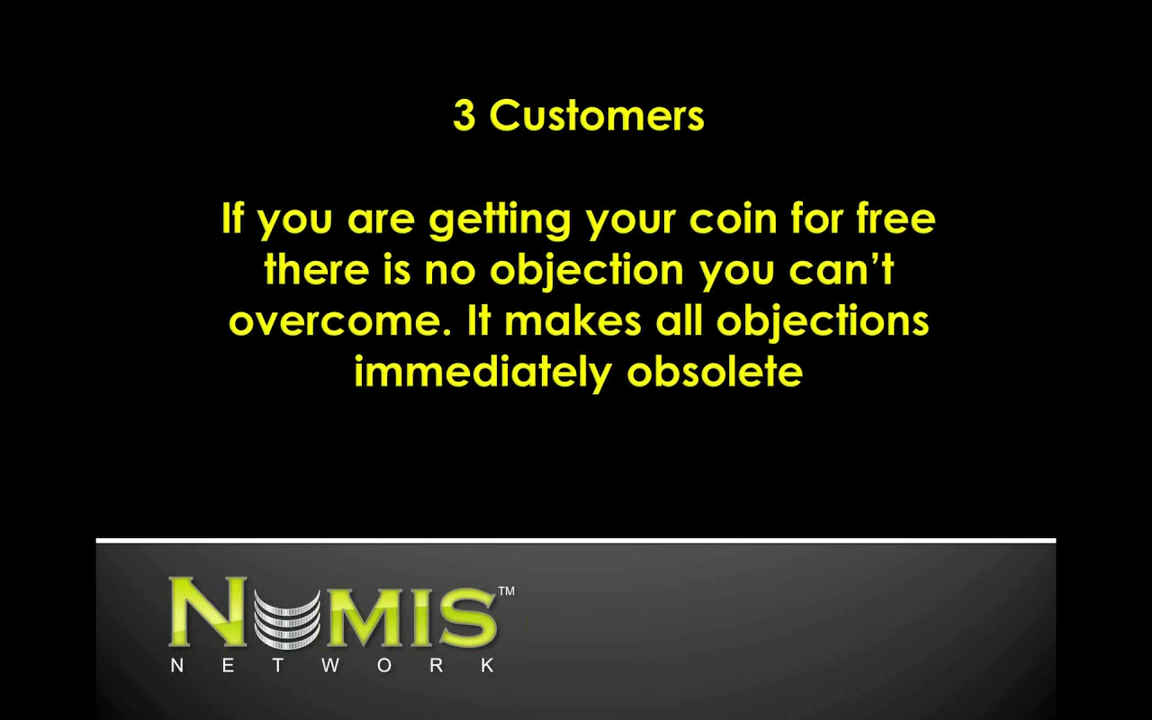 3 Customers
If you are getting your coin for free
there is no objection you can’t
overcome. It makes all objections
immediately obsolete
NUMIS™
NETWORK